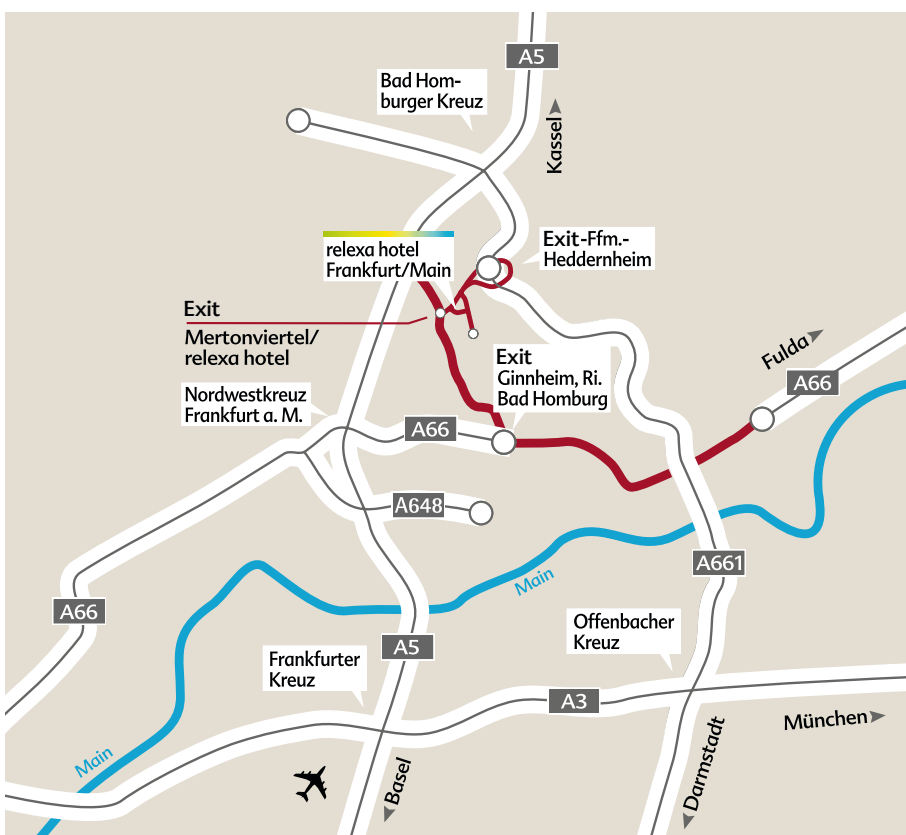 A5
Bad Hom-
burger Kreuz
Kassel
relexa hotel
Frankfurt/Main
Exit-Ffm.-
Heddernheim
Exit
Mertonviertel/
relexa hotel
Exit
Ginnheim, Ri.
Bad Homburg
Fulda
A66
Nordwestkreuz
Frankfurt a. M.
A66
A648
A661
Main
A66
Offenbacher
Kreuz
A5
Frankfurter
Kreuz
A3
München
Main
Basel
Darmstadt